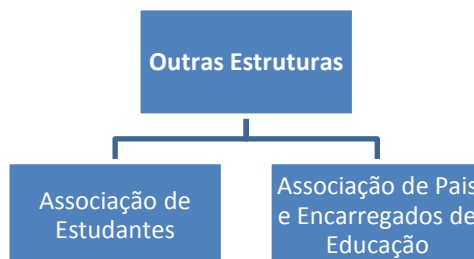 Outras Estruturas
Associação de
Estudantes
Associação de Pais
e Encarregados de
Educação